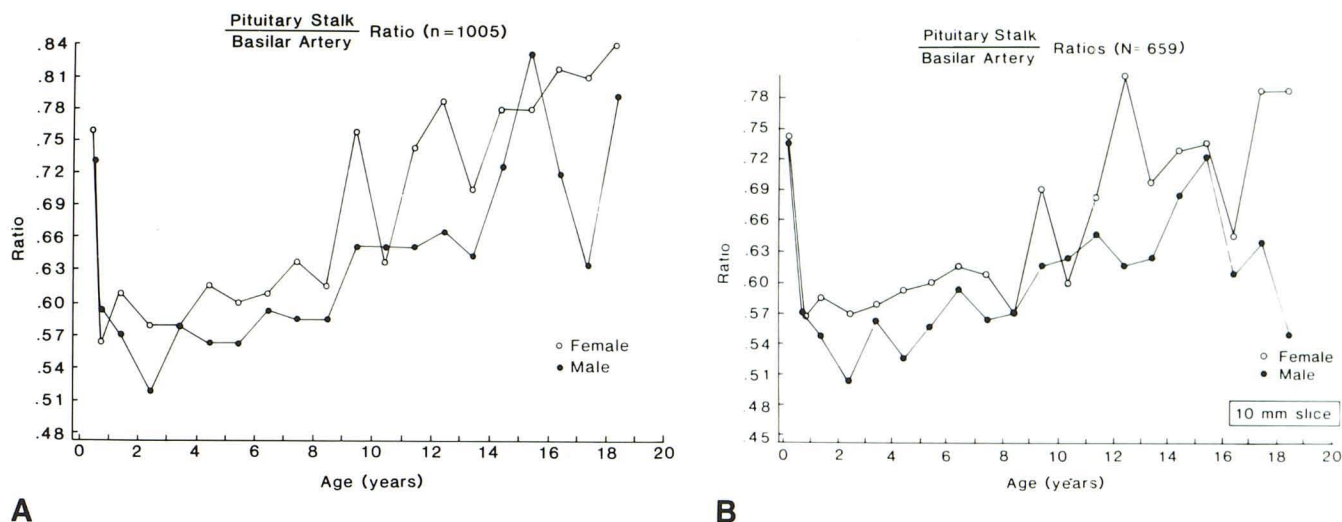 Pituitary Stalk
Basilar Artery
Ratio (n=1005)
.84
.81
.78
.75
.72
.69
.66
.63
.60
.57
.54
.51
.48
Ratio
0
2
4
6
8
10
12
14
16
18
20
Age (years)
Female
Male
A
Pituitary Stalk
Basilar Artery
Ratios (N= 659)
.78
.75
.72
.69
.66
.63
.60
.57
.54
.51
.48
.45
Ratio
0
2
4
6
8
10
12
14
16
18
20
Age (years)
Female
Male
10 mm slice
B